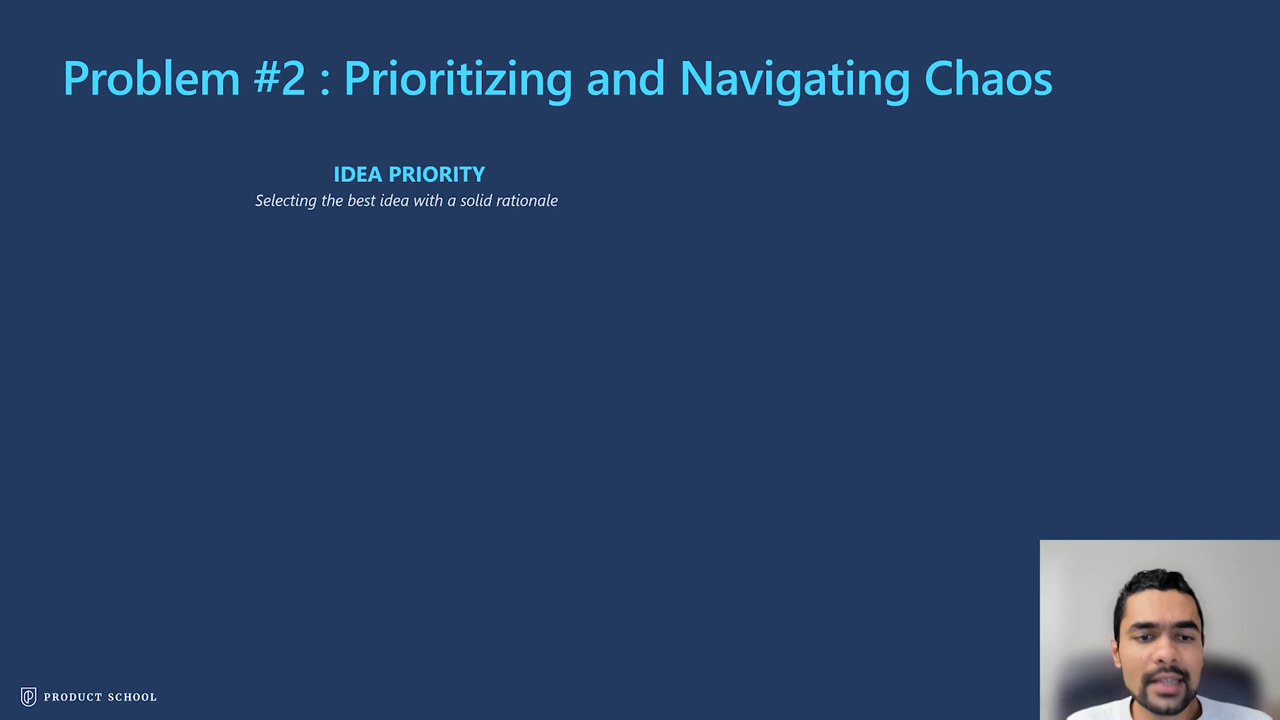 Problem #2 : Prioritizing and Navigating Chaos
IDEA PRIORITY
Selecting the best idea with a solid rationale
PRODUCT SCHOOL